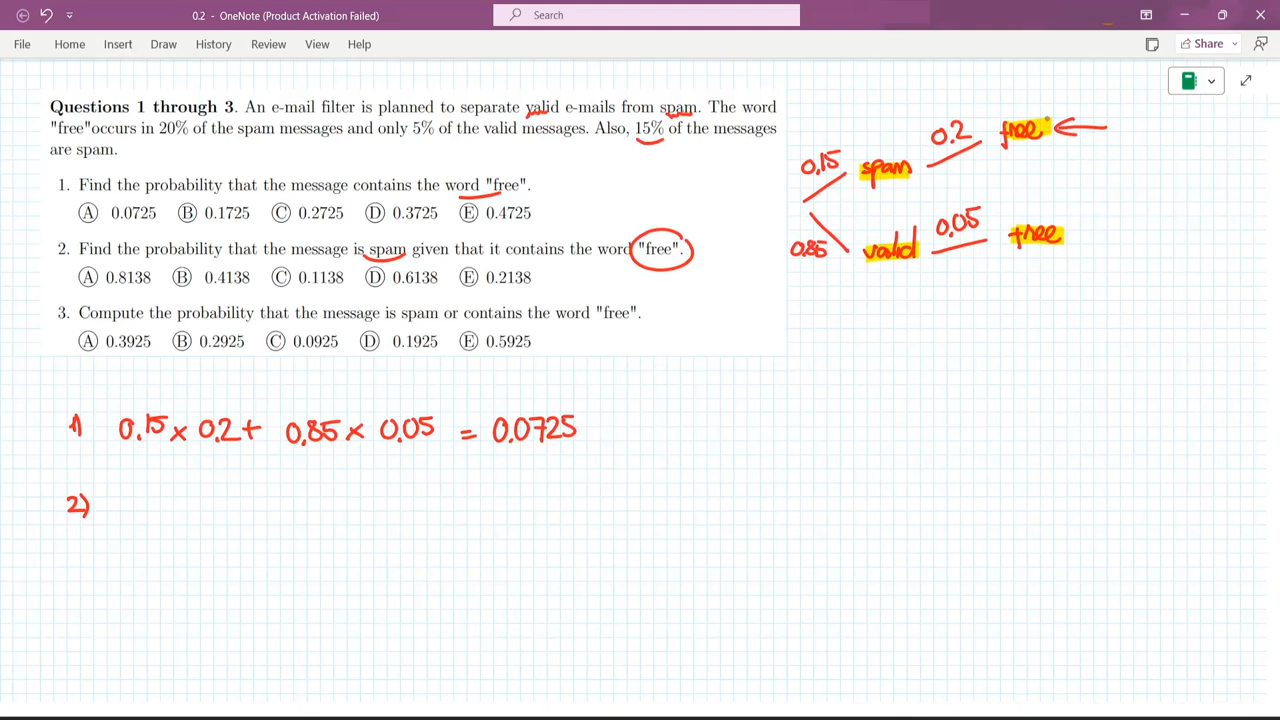 0.2 - OneNote (Product Activation Failed)
Search
File Home Insert Draw History Review View Help
Share
Questions 1 through 3. An e-mail filter is planned to separate valid e-mails from spam. The word
"free"occurs in 20% of the spam messages and only 5% of the valid messages. Also, 15% of the messages
are spam.
1. Find the probability that the message contains the word "free".
A 0.0725 B 0.1725 C 0.2725 D 0.3725 E 0.4725
2. Find the probability that the message is spam given that it contains the word "free".
A 0.8138 B 0.4138 C 0.1138 D 0.6138 E 0.2138
3. Compute the probability that the message is spam or contains the word "free".
A 0.3925 B 0.2925 C 0.0925 D 0.1925 E 0.5925
0.15 spam 0.2 free
0.85 valid 0.05 free
1) 0.15 × 0.2 + 0.85 × 0.05 = 0.0725
2)